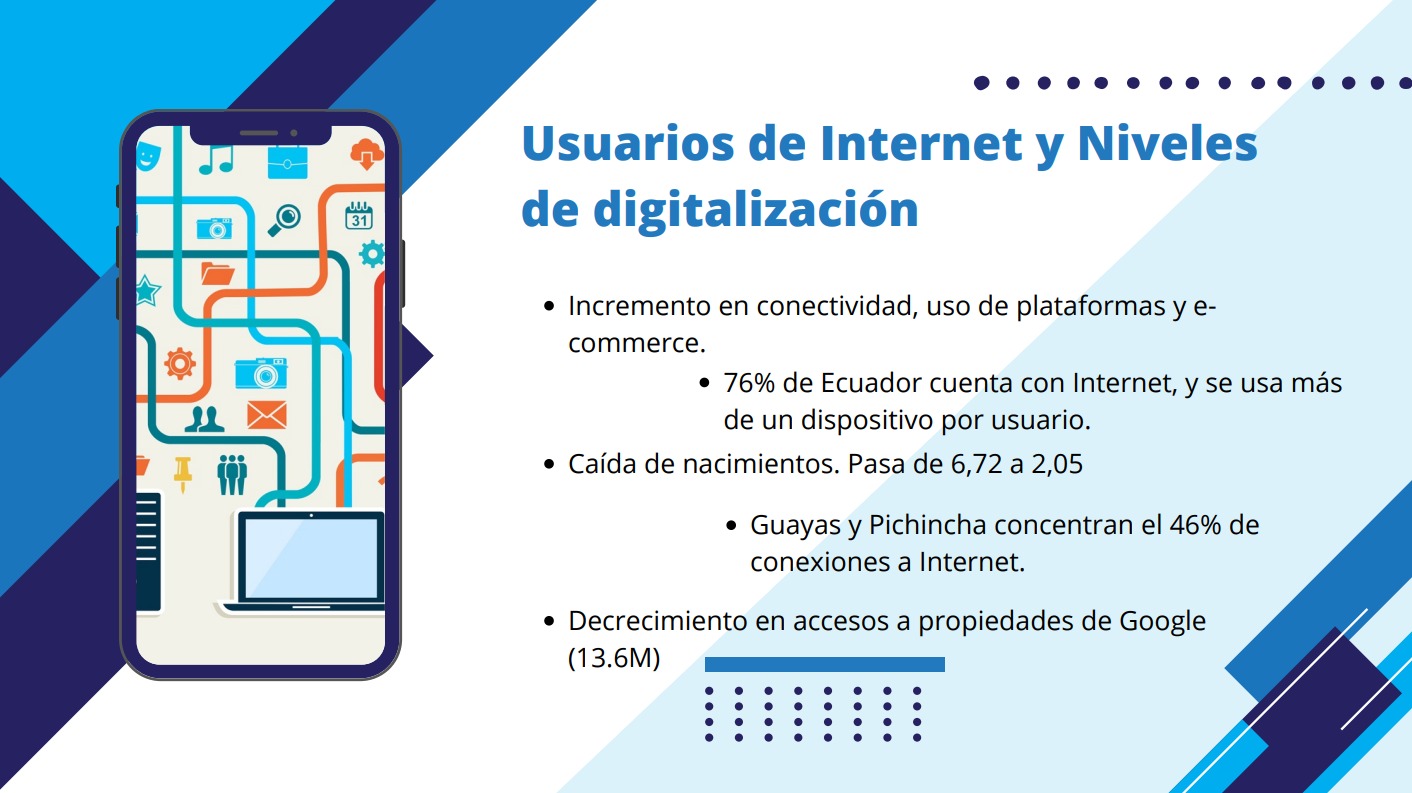 Usuarios de Internet y Niveles
de digitalización
31
• Incremento en conectividad, uso de plataformas y e-
commerce.
• 76% de Ecuador cuenta con Internet, y se usa más
de un dispositivo por usuario.
• Caída de nacimientos. Pasa de 6,72 a 2,05
• Guayas y Pichincha concentran el 46% de
conexiones a Internet.
• Decrecimiento en accesos a propiedades de Google
(13.6M)